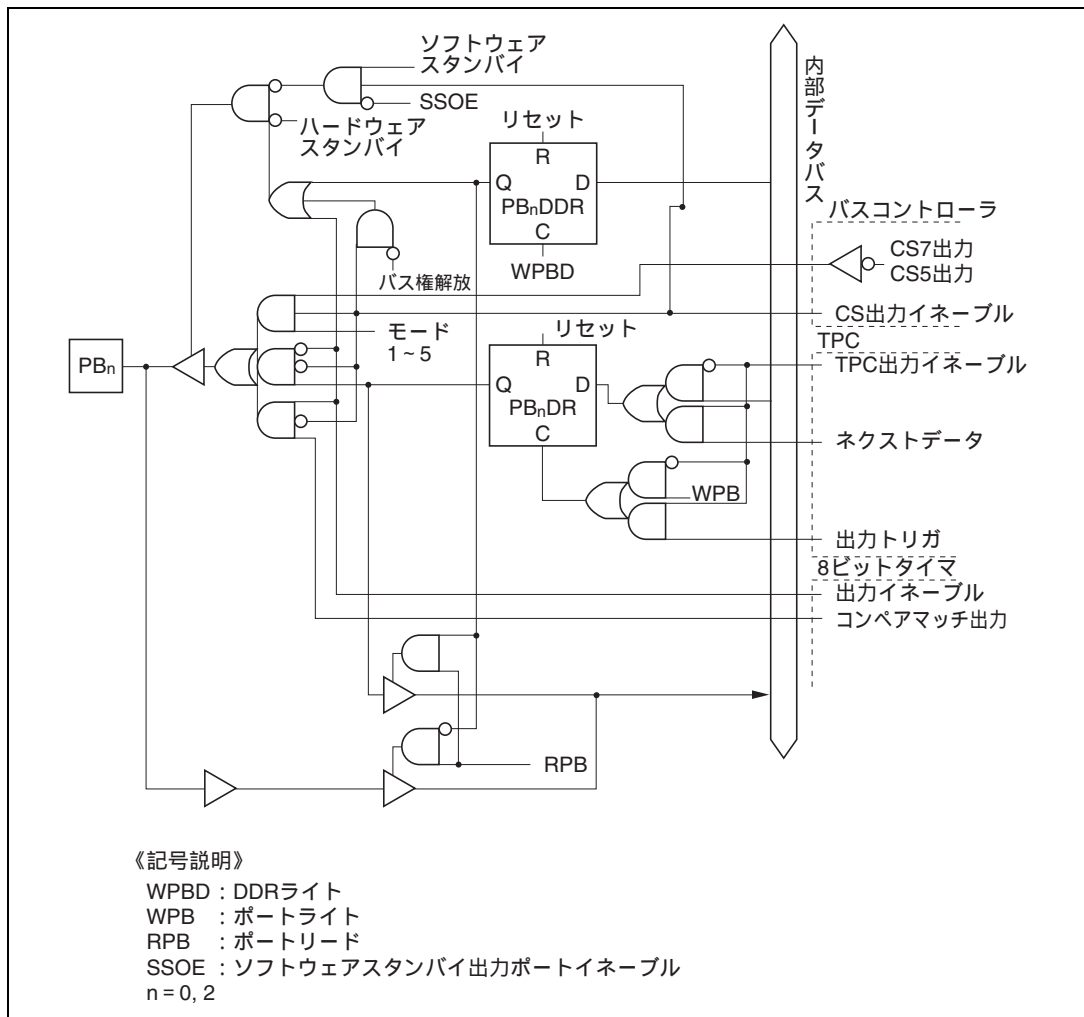 ソフトウェア
スタンバイ
SSOE
ハードウェア
スタンバイ
内部データバス
リセット
R
Q
D
PBnDDR
C
WPBD
バス権解放
バスコントローラ
CS7出力
CS5出力
CS出力イネーブル
モード
1~5
リセット
TPC
TPC出力イネーブル
PBn
R
Q
D
PBnDR
C
ネクストデータ
WPB
出力トリガ
8ビットタイマ
出力イネーブル
コンペアマッチ出力
RPB
《記号説明》
WPBD : DDRライト
WPB : ポートライト
RPB : ポートリード
SSOE : ソフトウェアスタンバイ出力ポートイネーブル
n = 0, 2